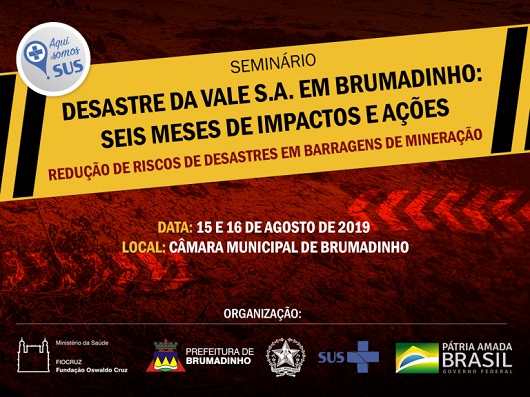 Aqui
somos
SUS
SEMINÁRIO
DESASTRE DA VALE S.A. EM BRUMADINHO:
SEIS MESES DE IMPACTOS E AÇÕES
REDUÇÃO DE RISCOS DE DESASTRES EM BARRAGENS DE MINERAÇÃO
DATA: 15 E 16 DE AGOSTO DE 2019
LOCAL: CÂMARA MUNICIPAL DE BRUMADINHO
ORGANIZAÇÃO:
Ministério da Saúde
FIOCRUZ
Fundação Oswaldo Cruz
PREFEITURA DE
BRUMADINHO
SUS
PÁTRIA AMADA
BRASIL
GOVERNO FEDERAL